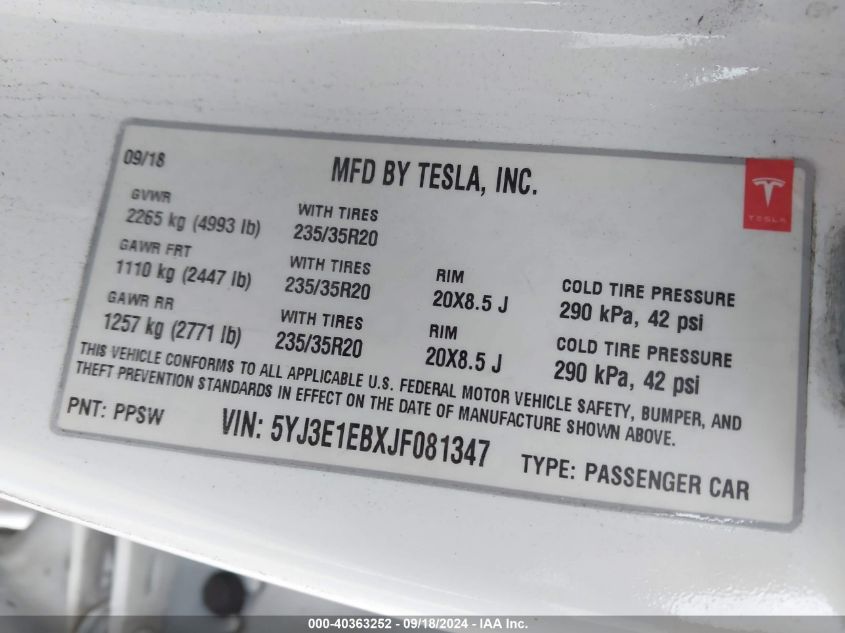 09/18
MFD BY TESLA, INC.
TESLA
GVWR
2265 kg (4993 lb)
WITH TIRES
235/35R20
GAWR FRT
1110 kg (2447 lb)
WITH TIRES
235/35R20
RIM
20X8.5 J
COLD TIRE PRESSURE
290 kPa, 42 psi
GAWR RR
1257 kg (2771 lb)
WITH TIRES
235/35R20
RIM
20X8.5 J
COLD TIRE PRESSURE
290 kPa, 42 psi
THIS VEHICLE CONFORMS TO ALL APPLICABLE U.S. FEDERAL MOTOR VEHICLE SAFETY, BUMPER, AND
THEFT PREVENTION STANDARDS IN EFFECT ON THE DATE OF MANUFACTURE SHOWN ABOVE.
PNT: PPSW
VIN: 5YJ3E1EBXJF081347
TYPE: PASSENGER CAR
000-40363252 - 09/18/2024 - IAA Inc.